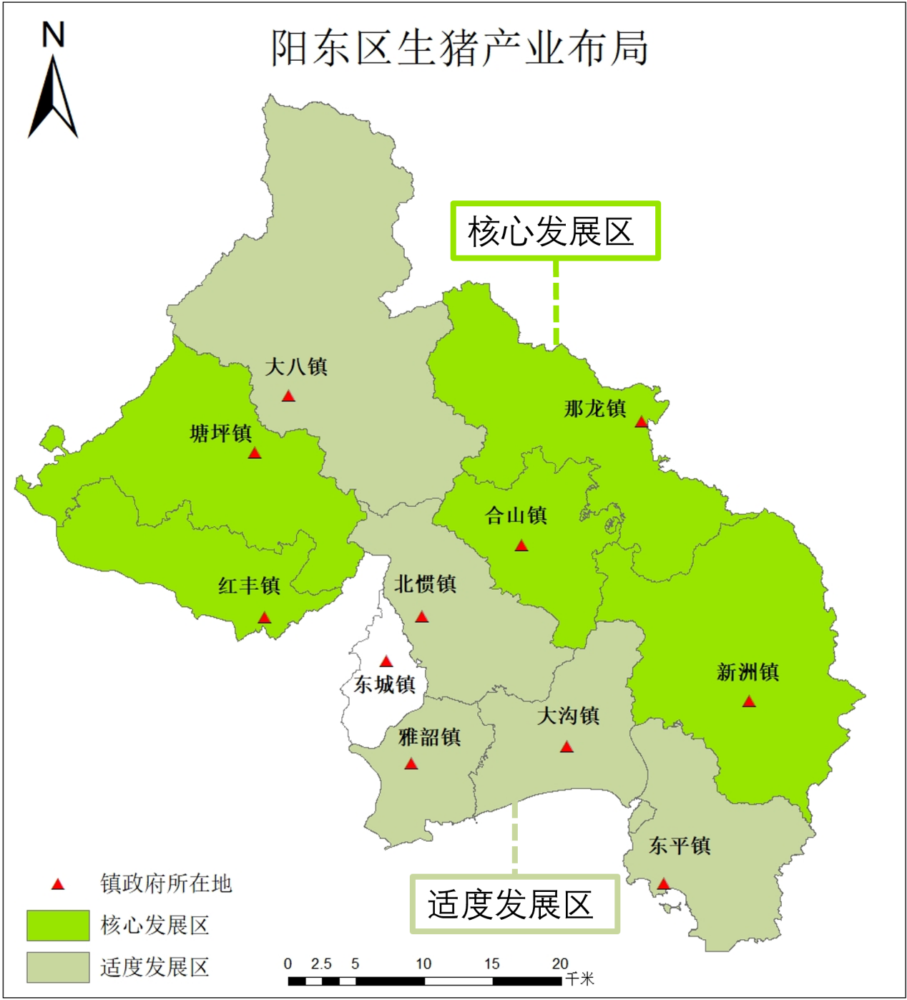 N
阳东区生猪产业布局
核心发展区
大八镇
那龙镇
塘坪镇
合山镇
红丰镇
北惯镇
东城镇
新洲镇
大沟镇
雅韶镇
东平镇
适度发展区
镇政府所在地
核心发展区
适度发展区
0 2.5 5 10 15 20
千米